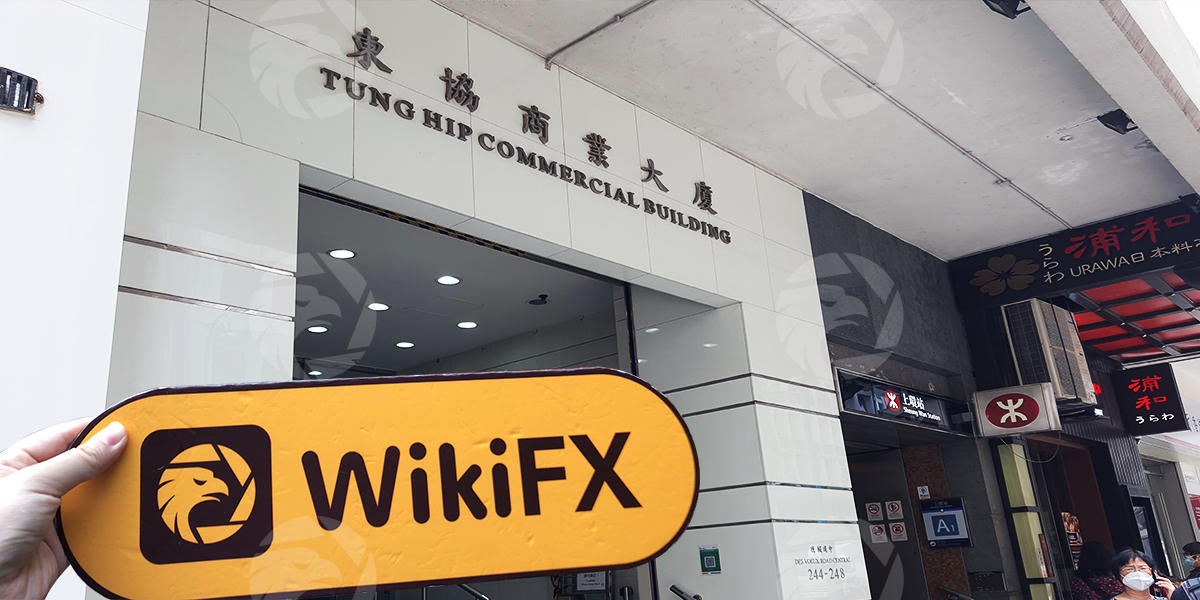 東協商業大廈
TUNG HIP COMMERCIAL BUILDING
うらわ
浦和
URAWA日本料
上環站
Sheung Wan Station
浦和
うらわ
WikiFX
A1
德輔道中
DES VOEUX ROAD CENTRAL
244-248